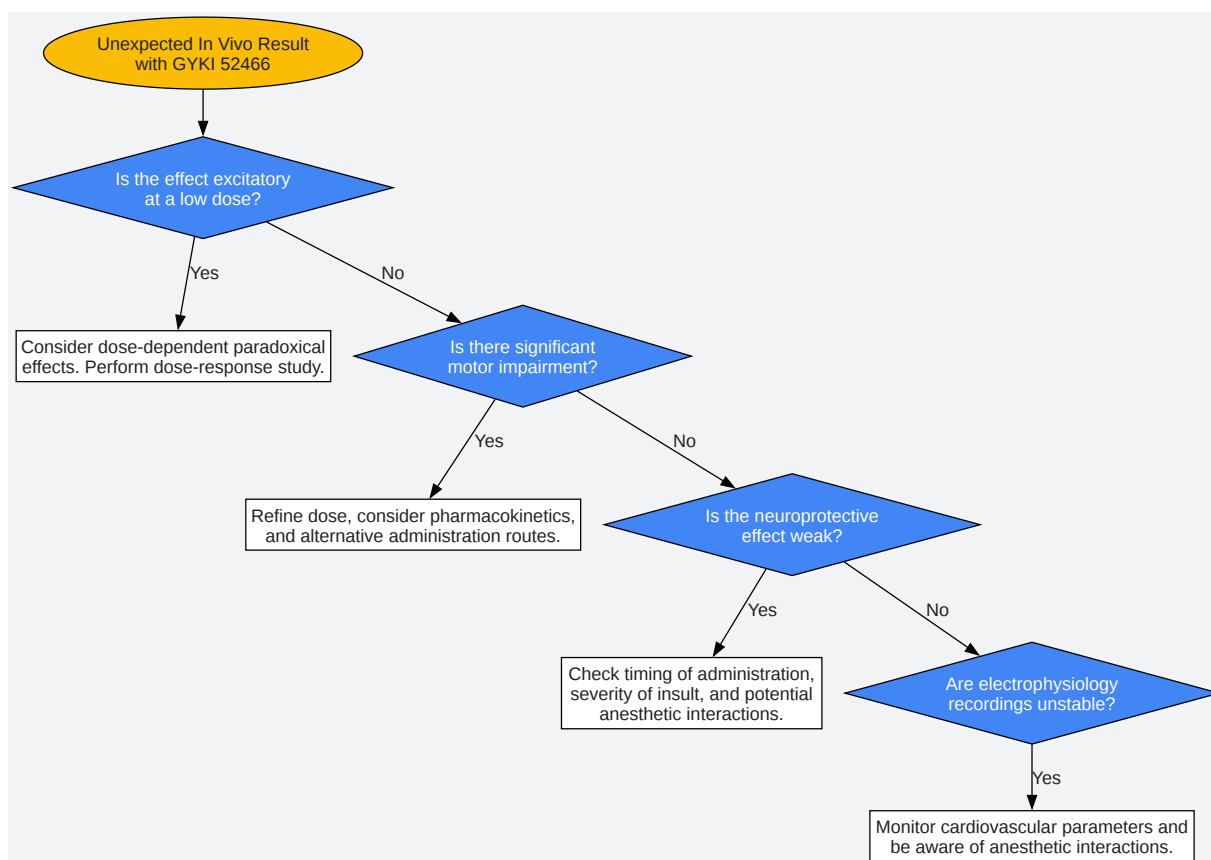 Unexpected In Vivo Result
with GYKI 52466
Is the effect excitatory
at a low dose?
Yes
No
Consider dose-dependent paradoxical
effects. Perform dose-response study.
Is there significant
motor impairment?
Yes
No
Refine dose, consider pharmacokinetics,
and alternative administration routes.
Is the neuroprotective
effect weak?
Yes
No
Check timing of administration,
severity of insult, and potential
anesthetic interactions.
Are electrophysiology
recordings unstable?
Yes
Monitor cardiovascular parameters and
be aware of anesthetic interactions.